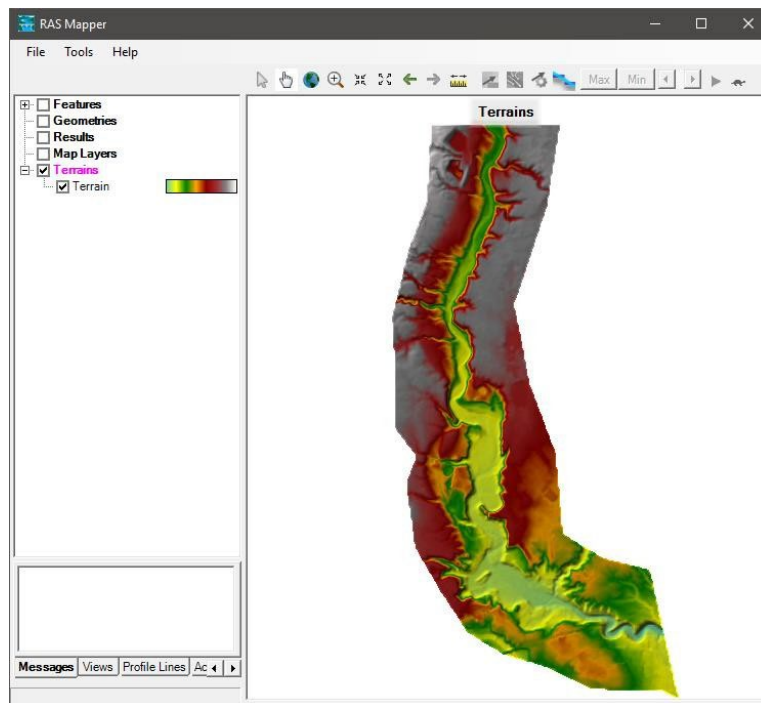 RAS Mapper
File Tools Help
Max Min
Features
Geometries
Results
Map Layers
Terrains
Terrain
Terrains
Messages Views Profile Lines Ac